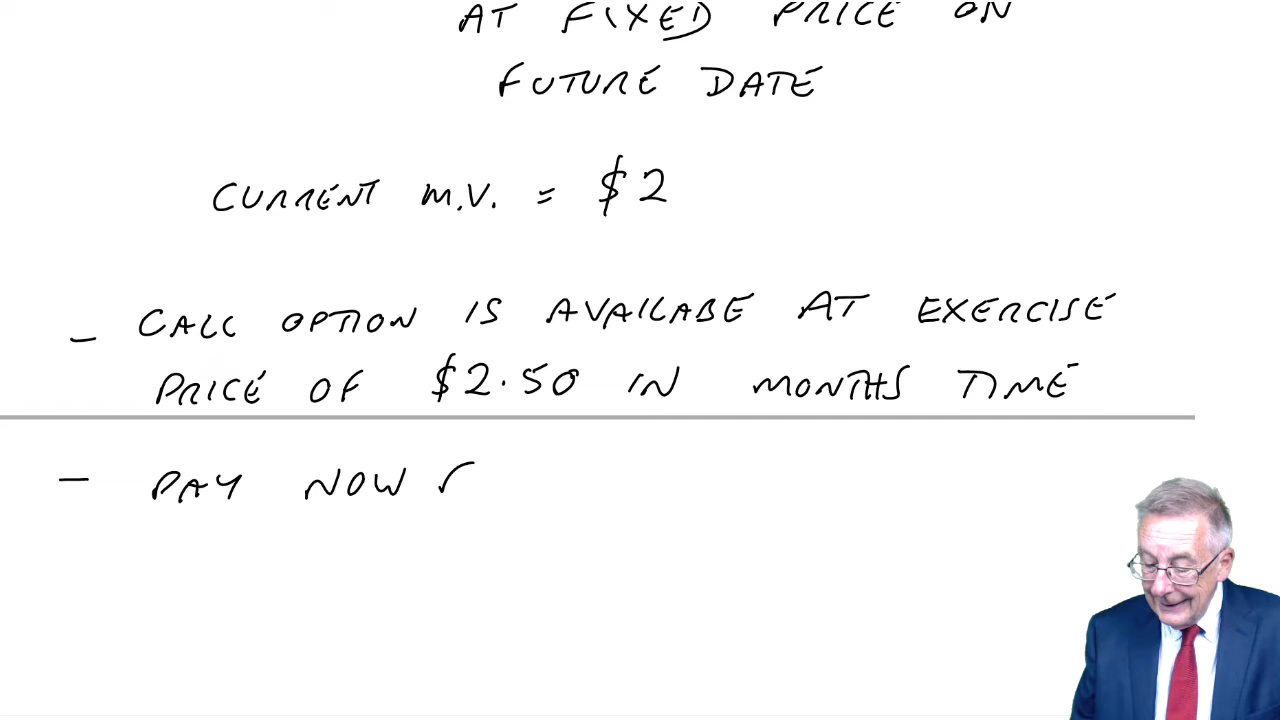 AT FIXED PRICE ON
FUTURE DATE
CURRENT M.V. = $2
- CALL OPTION IS AVAILABE AT EXERCISE
PRICE OF $2.50 IN MONTHS TIME
- PAY NOW